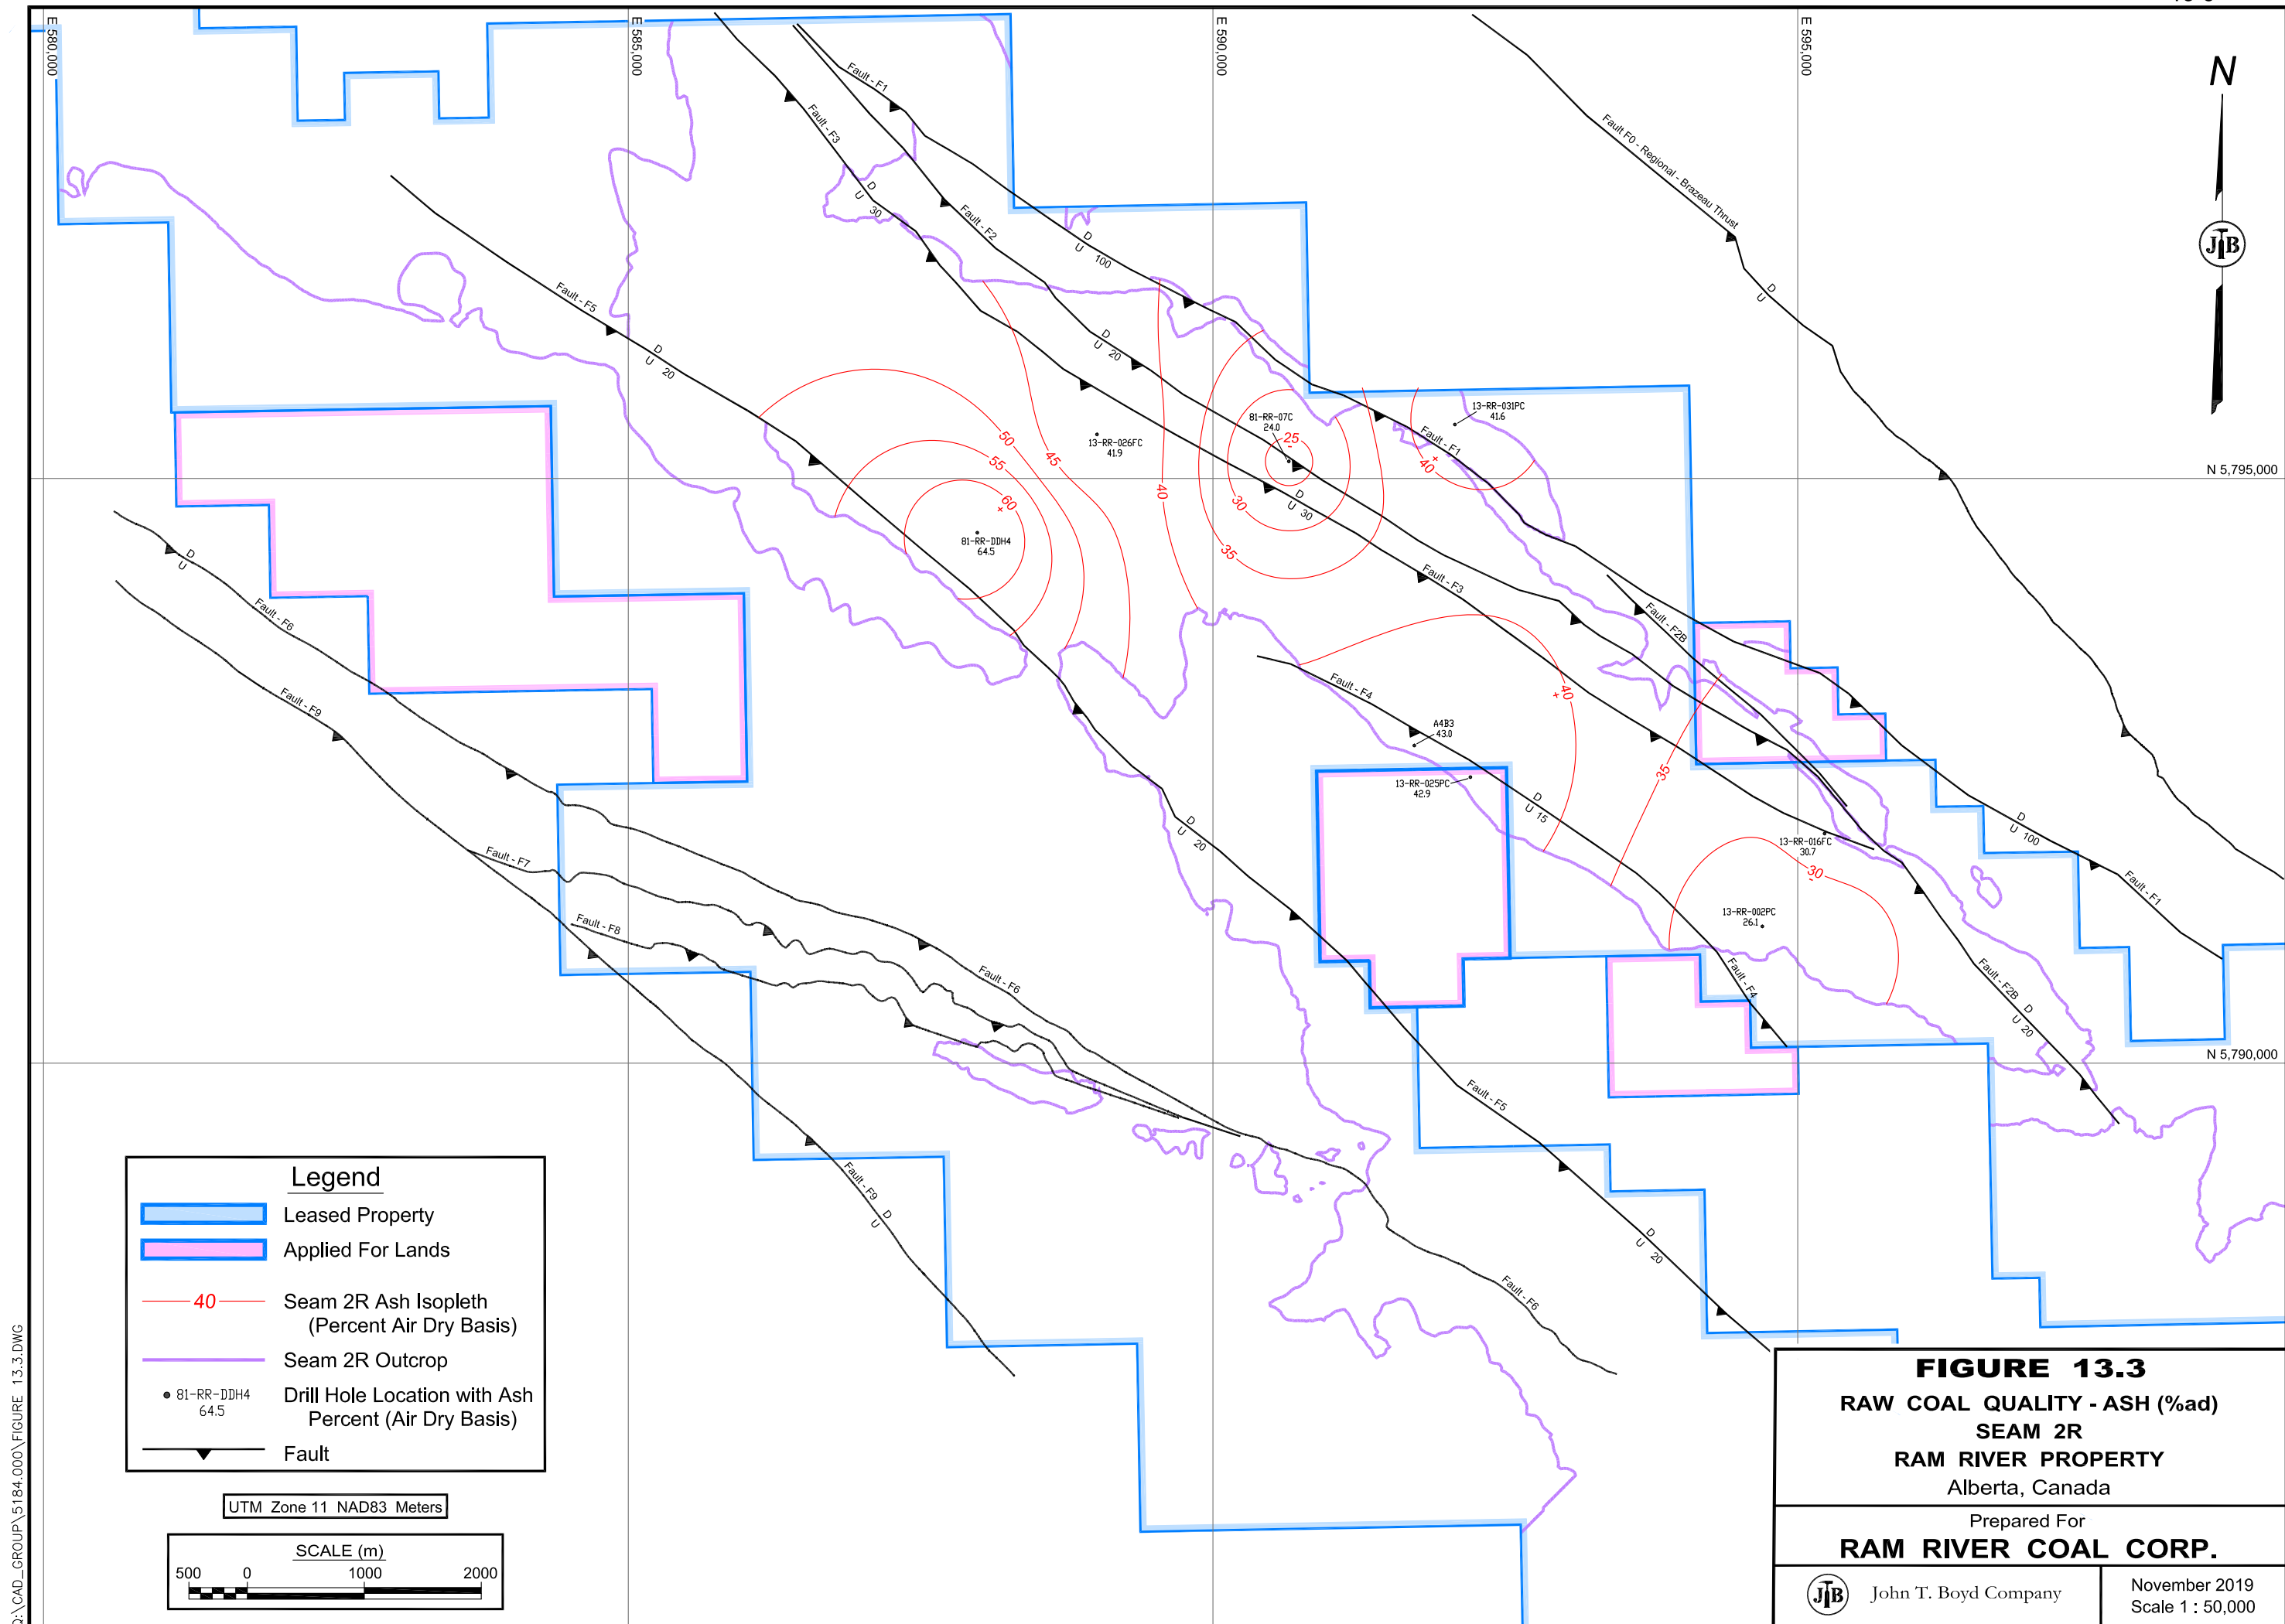 E 580,000
E 585,000
E 590,000
E 595,000
N
JTB
Fault - F1
Fault - F3
D
U 30
Fault - F2
D
U 100
Fault F0 - Regional - Brazeau Thrust
D
U
Fault - F5
D
U 20
D
U 20
81-RR-07C
24.0
25
-
13-RR-031PC
41.6
13-RR-026FC
41.9
50
45
55
40
40
+
Fault - F1
N 5,795,000
60
+
30
D
U 30
35
81-RR-DDH4
64.5
D
U
Fault - F6
Fault - F3
Fault - F2B
Fault - F9
Fault - F4
40
+
A4B3
43.0
35
13-RR-025PC
42.9
D
U 15
D
U 20
D
U 100
13-RR-016FC
30.7
30
-
Fault - F7
Fault - F1
Fault - F8
13-RR-002PC
26.1
Fault - F6
Fault - F4
Fault - F2B
D
U 20
N 5,790,000
Fault - F5
Fault - F9
D
U
D
U 20
Fault - F6
Legend
Leased Property
Applied For Lands
40
Seam 2R Ash Isopleth
(Percent Air Dry Basis)
Seam 2R Outcrop
81-RR-DDH4
64.5
Drill Hole Location with Ash
Percent (Air Dry Basis)
Fault
UTM Zone 11 NAD83 Meters
SCALE (m)
500 0 1000 2000
Q:\CAD_GROUP\5184.000\FIGURE 13.3.DWG
FIGURE 13.3
RAW COAL QUALITY - ASH (%ad)
SEAM 2R
RAM RIVER PROPERTY
Alberta, Canada
Prepared For
RAM RIVER COAL CORP.
JTB
John T. Boyd Company
November 2019
Scale 1 : 50,000